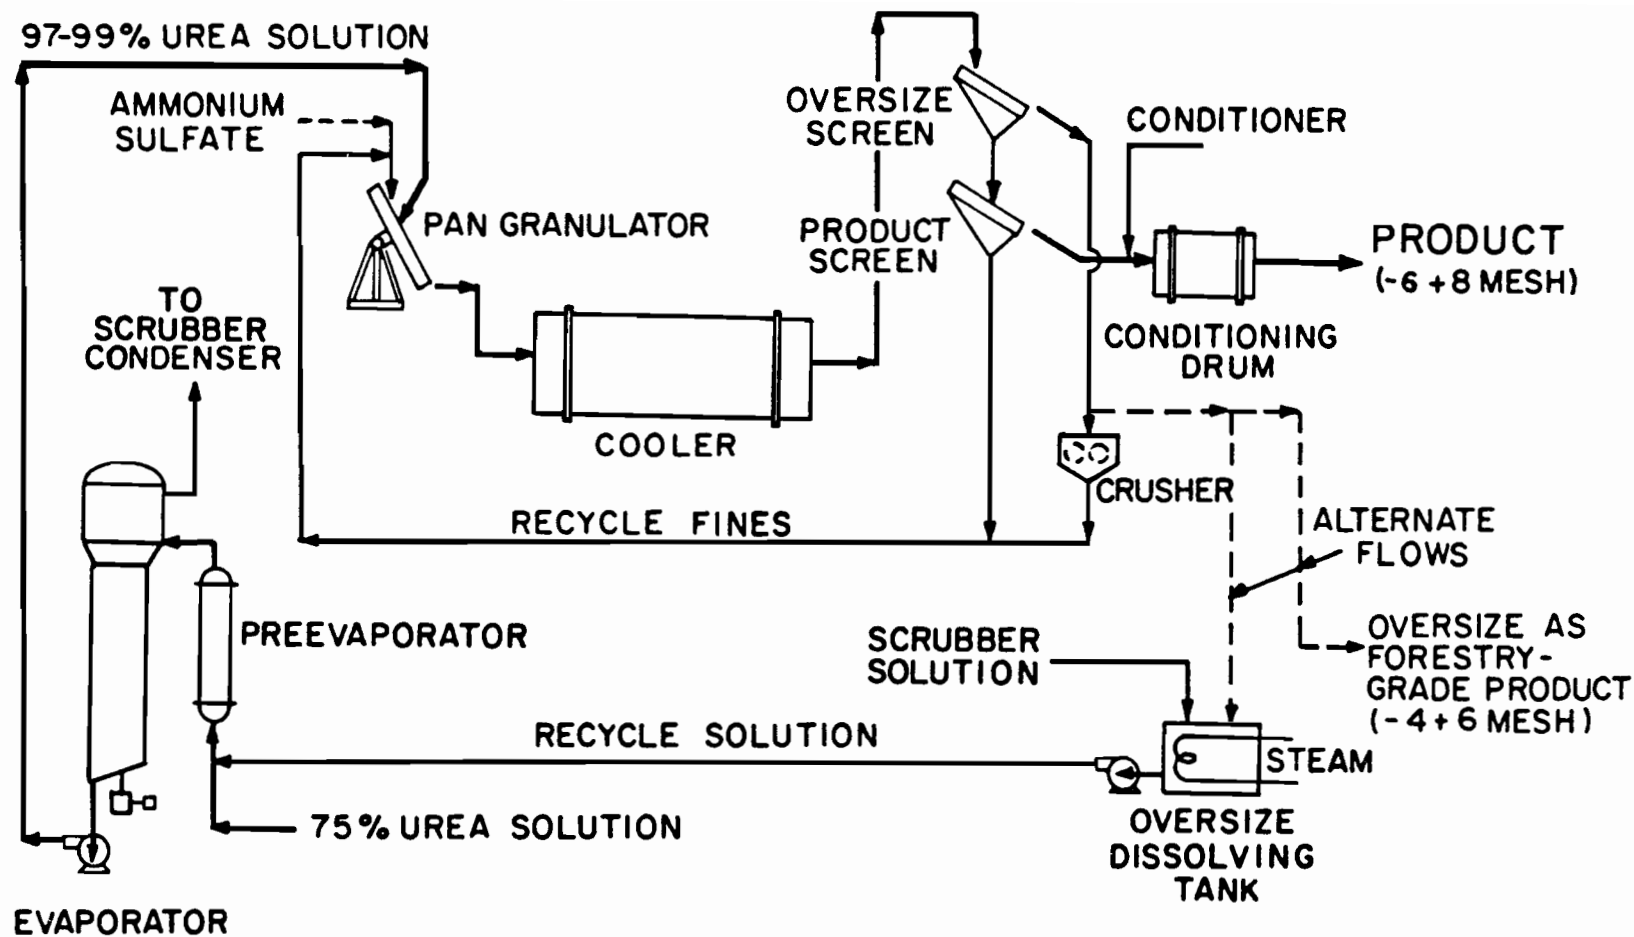 97-99% UREA SOLUTION
AMMONIUM
SULFATE
OVERSIZE
SCREEN
CONDITIONER
PAN GRANULATOR
PRODUCT
SCREEN
PRODUCT
(-6 +8 MESH)
TO
SCRUBBER
CONDENSER
CONDITIONING
DRUM
COOLER
CRUSHER
RECYCLE FINES
ALTERNATE
FLOWS
PREEVAPORATOR
SCRUBBER
SOLUTION
OVERSIZE AS
FORESTRY-
GRADE PRODUCT
(-4+6 MESH)
RECYCLE SOLUTION
STEAM
75% UREA SOLUTION
OVERSIZE
DISSOLVING
TANK
EVAPORATOR